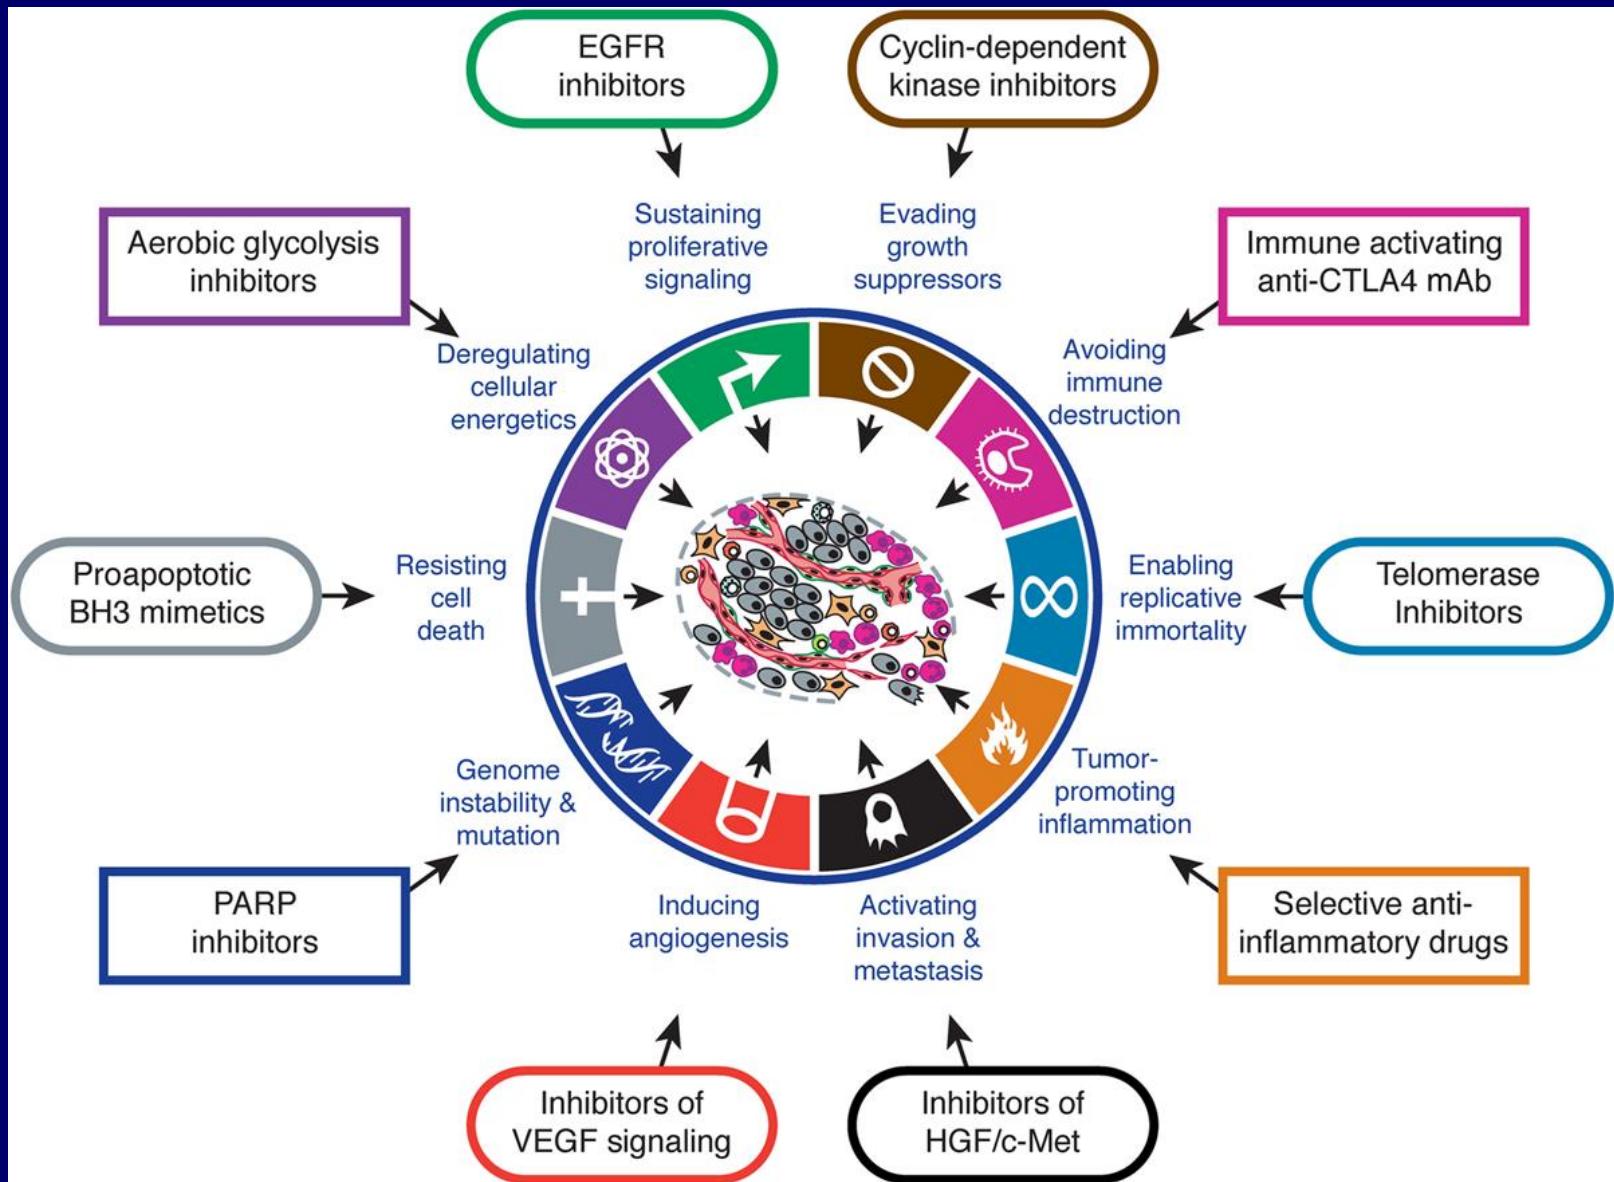 EGFR
inhibitors
Cyclin-dependent
kinase inhibitors
Aerobic glycolysis
inhibitors
Sustaining
proliferative
signaling
Evading
growth
suppressors
Immune activating
anti-CTLA4 mAb
Deregulating
cellular
energetics
Avoiding
immune
destruction
Proapoptotic
BH3 mimetics
Resisting
cell
death
Enabling
replicative
immortality
Telomerase
Inhibitors
Genome
instability &
mutation
Tumor-
promoting
inflammation
PARP
inhibitors
Inducing
angiogenesis
Activating
invasion &
metastasis
Selective anti-
inflammatory drugs
Inhibitors of
VEGF signaling
Inhibitors of
HGF/c-Met